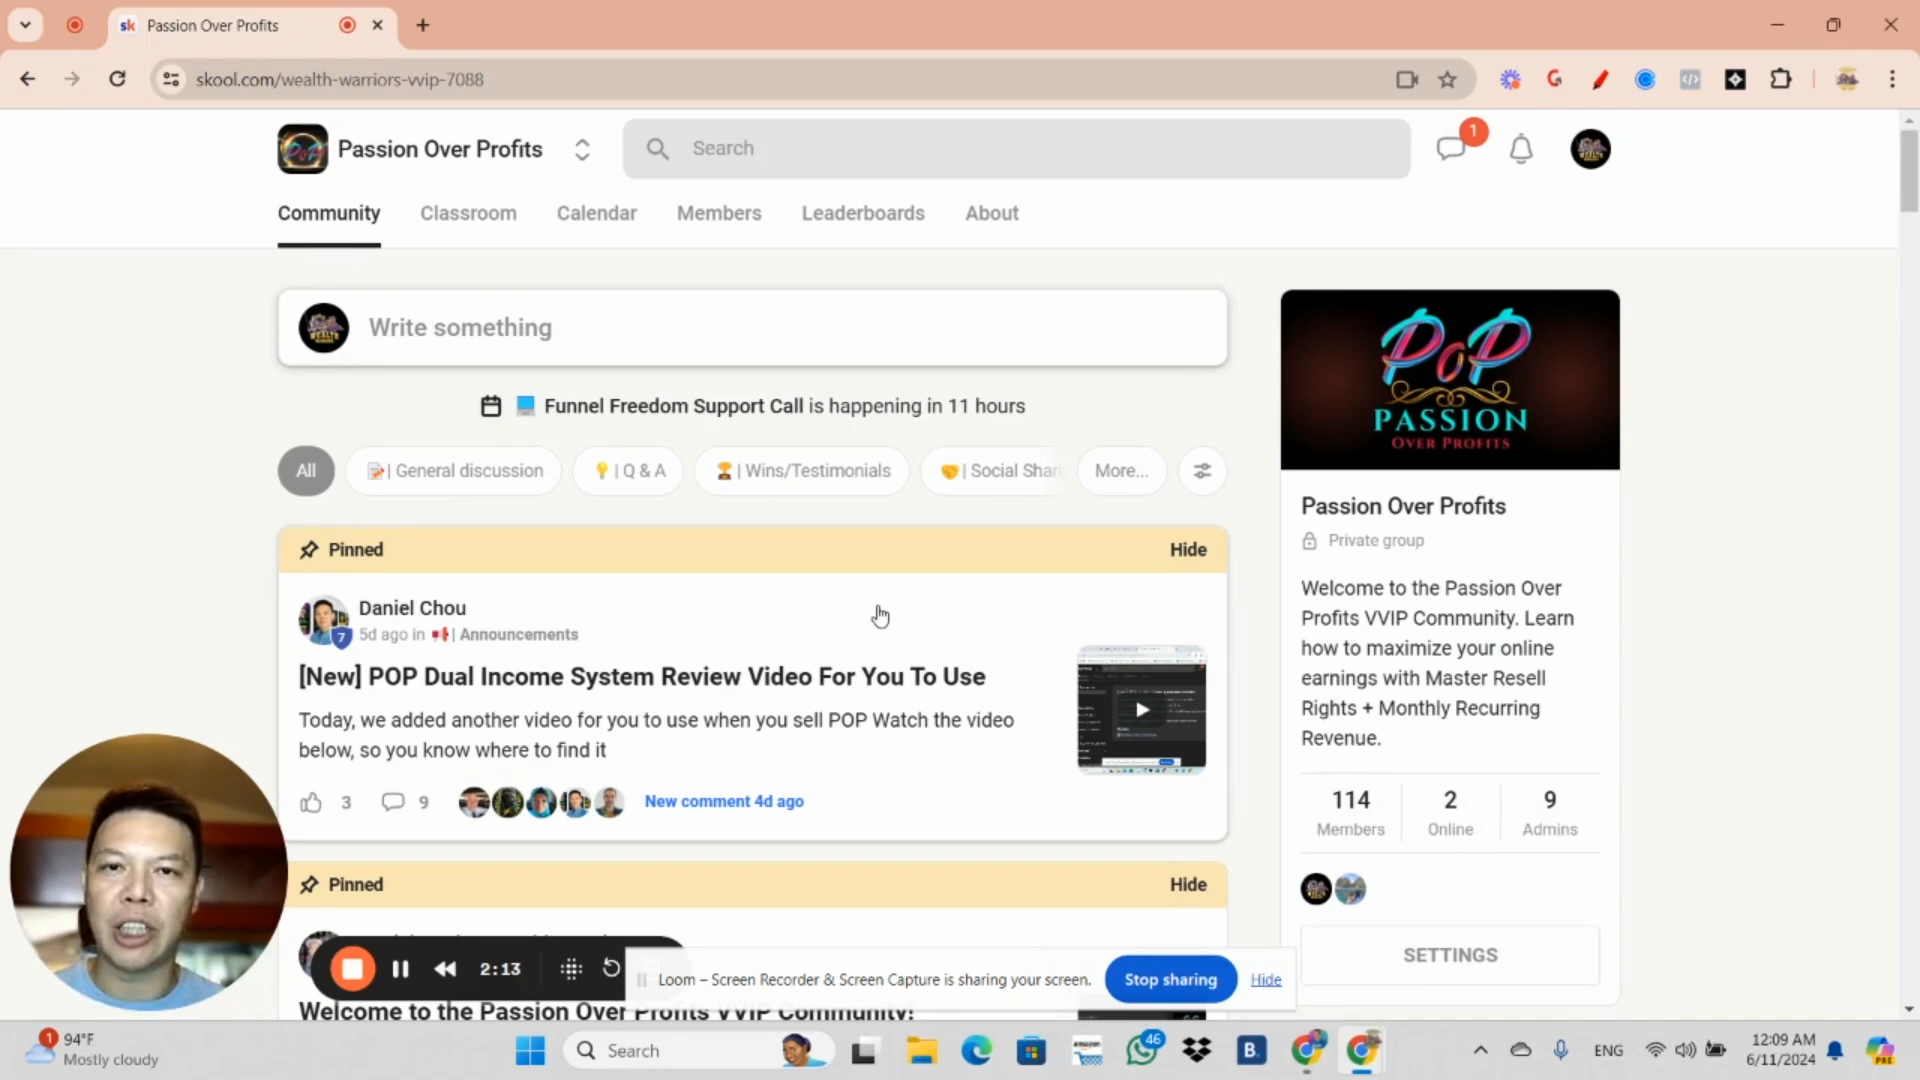 sk Passion Over Profits
skool.com/wealth-warriors-vvip-7088
PoP Passion Over Profits
Search
1
Community
Classroom
Calendar
Members
Leaderboards
About
Write something
Funnel Freedom Support Call is happening in 11 hours
All
| General discussion
| Q & A
| Wins/Testimonials
| Social Shar
More...
Pinned
Hide
Daniel Chou
7
5d ago in | Announcements
[New] POP Dual Income System Review Video For You To Use
Today, we added another video for you to use when you sell POP Watch the video
below, so you know where to find it
3
9
New comment 4d ago
Pinned
Hide
Welcome to the Passion Over Profits VVIP Community!
PoP
PASSION
OVER PROFITS
Passion Over Profits
Private group
Welcome to the Passion Over
Profits VVIP Community. Learn
how to maximize your online
earnings with Master Resell
Rights + Monthly Recurring
Revenue.
114
Members
2
Online
9
Admins
SETTINGS
2:13
Loom – Screen Recorder & Screen Capture is sharing your screen.
Stop sharing
Hide
1
94°F
Mostly cloudy
Search
amazon
46
B.
ENG
12:09 AM
6/11/2024
PRE